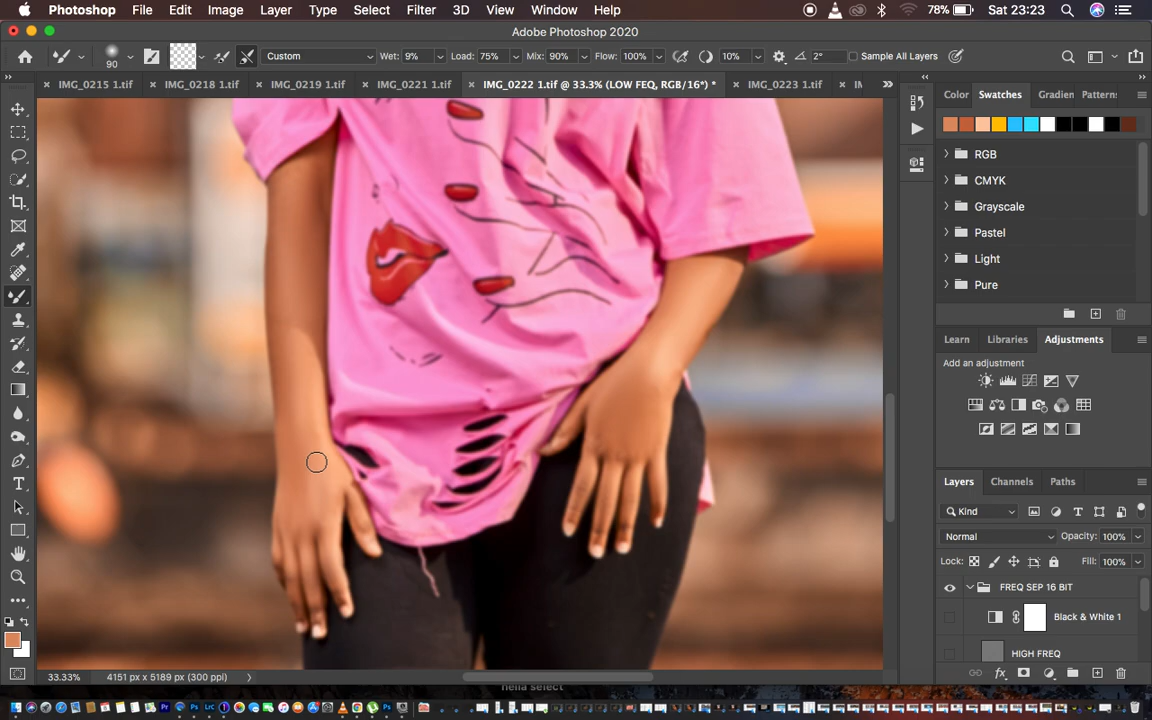 Photoshop File Edit Image Layer Type Select Filter 3D View Window Help 78% Sat 23:23
Adobe Photoshop 2020
90 Custom Wet: 9% Load: 75% Mix: 90% Flow: 100% 10% 2° Sample All Layers
IMG_0215 1.tif IMG_0218 1.tif IMG_0219 1.tif IMG_0221 1.tif IMG_0222 1.tif @ 33.3% (LOW FEQ, RGB/16*) * IMG_0223 1.tif IM
Color Swatches Gradien Pattern
RGB
CMYK
Grayscale
Pastel
Light
Pure
Learn Libraries Adjustments
Add an adjustment
Layers Channels Paths
Kind
Normal Opacity: 100%
Lock: Fill: 100%
FREQ SEP 16 BIT
Black & White 1
HIGH FREQ
33.33% 4151 px x 5189 px (300 ppi)
nella select